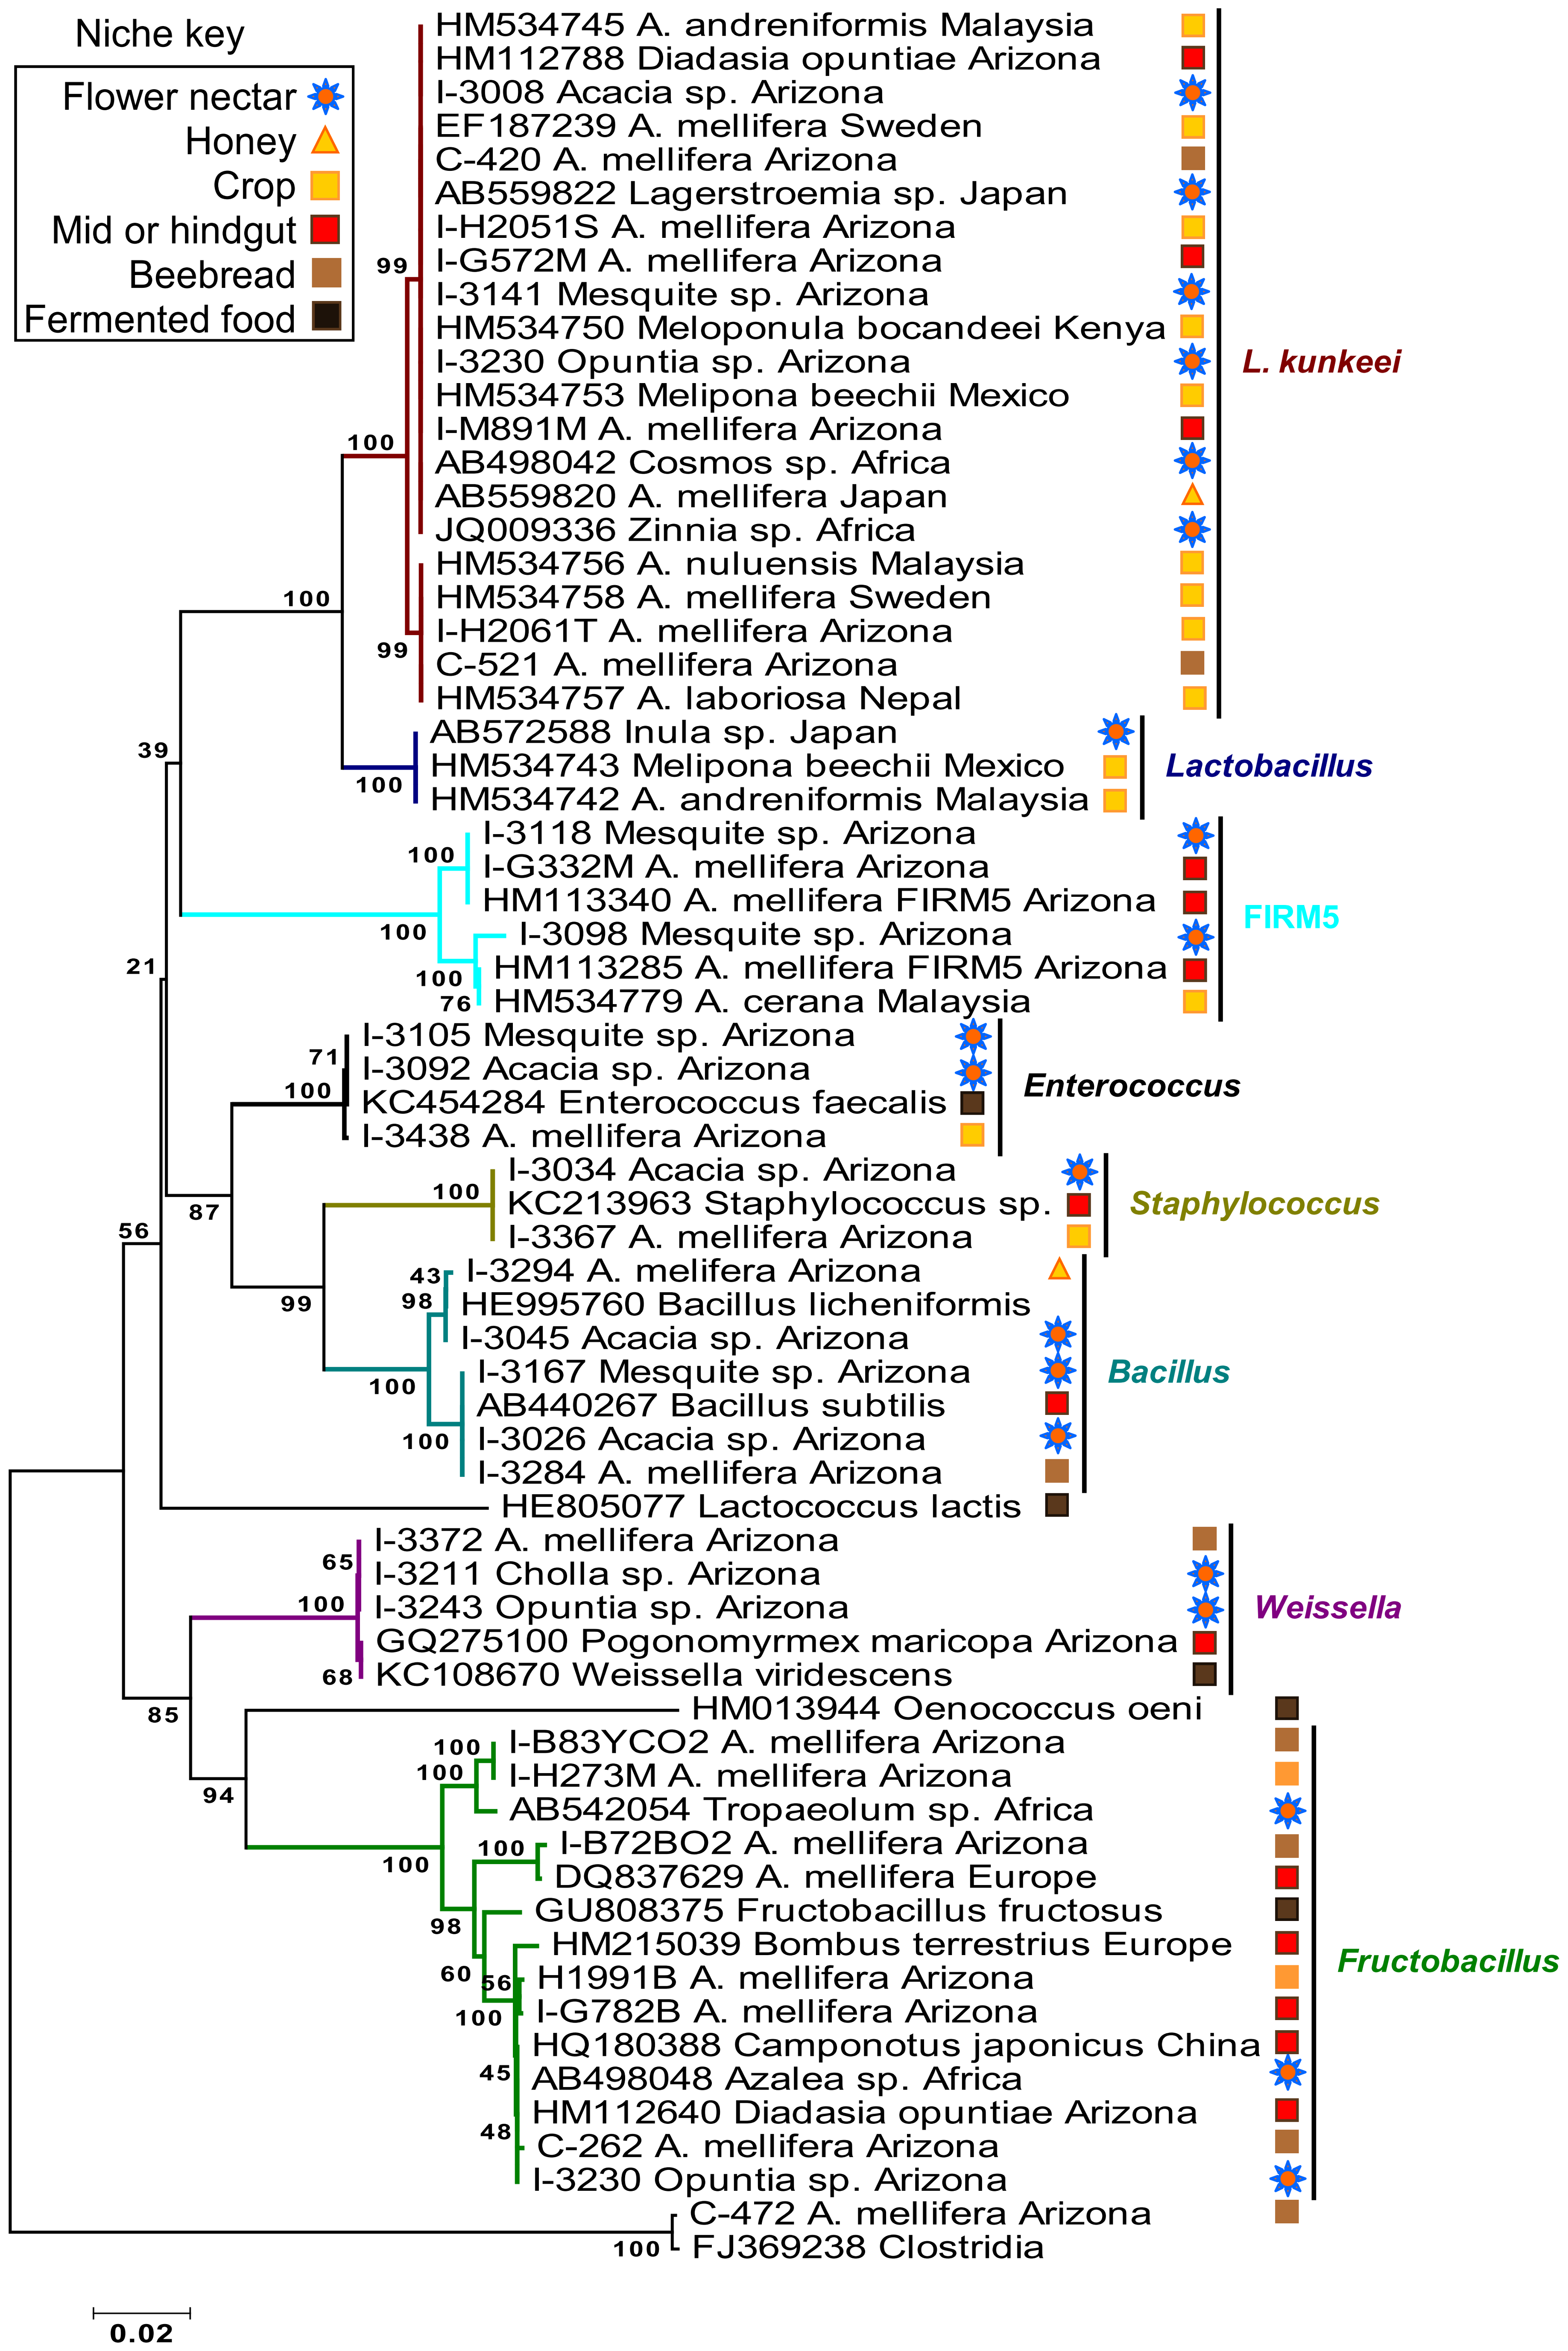 Niche key
Flower nectar
Honey
Crop
Mid or hindgut
Beebread
Fermented food
HM534745 A. andreniformis Malaysia
HM112788 Diadasia opuntiae Arizona
I-3008 Acacia sp. Arizona
EF187239 A. mellifera Sweden
C-420 A. mellifera Arizona
AB559822 Lagerstroemia sp. Japan
I-H2051S A. mellifera Arizona
I-G572M A. mellifera Arizona
99
I-3141 Mesquite sp. Arizona
HM534750 Meloponula bocandeei Kenya
I-3230 Opuntia sp. Arizona
L. kunkeei
HM534753 Melipona beechii Mexico
I-M891M A. mellifera Arizona
100
AB498042 Cosmos sp. Africa
AB559820 A. mellifera Japan
JQ009336 Zinnia sp. Africa
HM534756 A. nuluensis Malaysia
HM534758 A. mellifera Sweden
100
I-H2061T A. mellifera Arizona
99
C-521 A. mellifera Arizona
HM534757 A. laboriosa Nepal
AB572588 Inula sp. Japan
39
HM534743 Melipona beechii Mexico
Lactobacillus
100
HM534742 A. andreniformis Malaysia
I-3118 Mesquite sp. Arizona
100
I-G332M A. mellifera Arizona
HM113340 A. mellifera FIRM5 Arizona
FIRM5
100
I-3098 Mesquite sp. Arizona
21
HM113285 A. mellifera FIRM5 Arizona
100
76
HM534779 A. cerana Malaysia
I-3105 Mesquite sp. Arizona
71
I-3092 Acacia sp. Arizona
Enterococcus
100
KC454284 Enterococcus faecalis
I-3438 A. mellifera Arizona
I-3034 Acacia sp. Arizona
100
KC213963 Staphylococcus sp.
Staphylococcus
87
56
I-3367 A. mellifera Arizona
43
I-3294 A. melifera Arizona
98
99
HE995760 Bacillus licheniformis
I-3045 Acacia sp. Arizona
I-3167 Mesquite sp. Arizona
Bacillus
100
AB440267 Bacillus subtilis
100
I-3026 Acacia sp. Arizona
I-3284 A. mellifera Arizona
HE805077 Lactococcus lactis
I-3372 A. mellifera Arizona
65
I-3211 Cholla sp. Arizona
100
I-3243 Opuntia sp. Arizona
Weissella
GQ275100 Pogonomyrmex maricopa Arizona
68
KC108670 Weissella viridescens
85
HM013944 Oenococcus oeni
100
I-B83YCO2 A. mellifera Arizona
100
I-H273M A. mellifera Arizona
94
AB542054 Tropaeolum sp. Africa
100
I-B72BO2 A. mellifera Arizona
100
DQ837629 A. mellifera Europe
98
GU808375 Fructobacillus fructosus
HM215039 Bombus terrestrius Europe
Fructobacillus
60
56
H1991B A. mellifera Arizona
100
I-G782B A. mellifera Arizona
HQ180388 Camponotus japonicus China
45
AB498048 Azalea sp. Africa
HM112640 Diadasia opuntiae Arizona
48
C-262 A. mellifera Arizona
I-3230 Opuntia sp. Arizona
C-472 A. mellifera Arizona
100
FJ369238 Clostridia
0.02